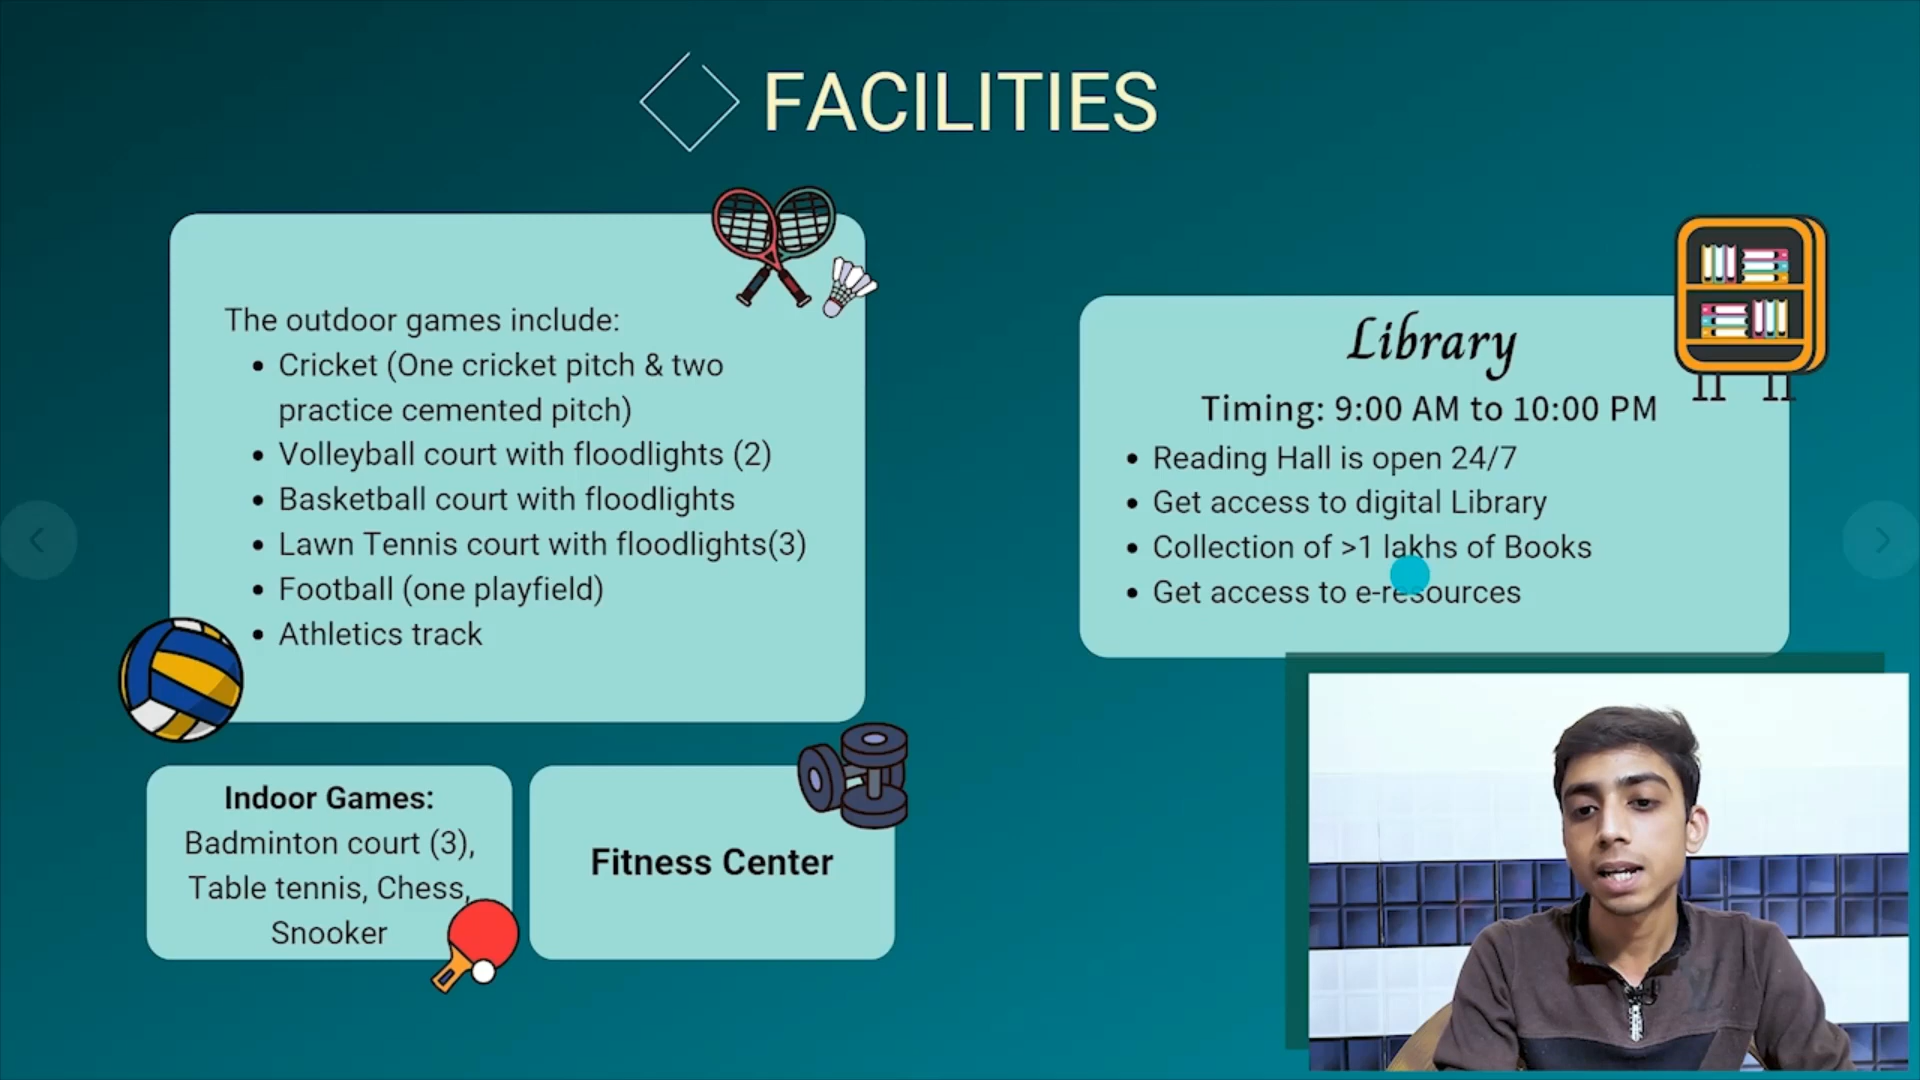 FACILITIES
The outdoor games include:
• Cricket (One cricket pitch & two
practice cemented pitch)
• Volleyball court with floodlights (2)
• Basketball court with floodlights
• Lawn Tennis court with floodlights(3)
• Football (one playfield)
• Athletics track
Indoor Games:
Badminton court (3),
Table tennis, Chess,
Snooker
Fitness Center
Library
Timing: 9:00 AM to 10:00 PM
• Reading Hall is open 24/7
• Get access to digital Library
• Collection of >1 lakhs of Books
• Get access to e-resources